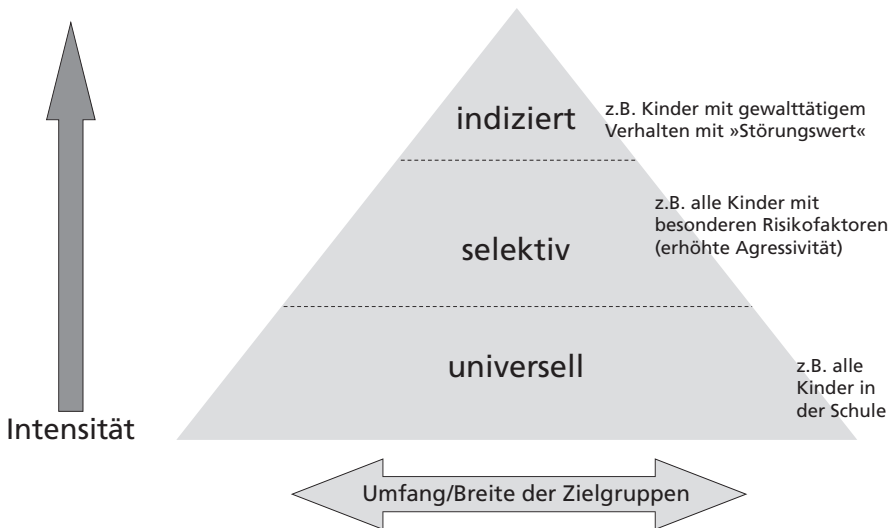 indiziert
z.B. Kinder mit gewalttätigem
Verhalten mit »Störungswert«
z.B. alle Kinder mit
besonderen Risikofaktoren
(erhöhte Agressivität)
selektiv
universell
z.B. alle
Kinder in
der Schule
Intensität
Umfang/Breite der Zielgruppen